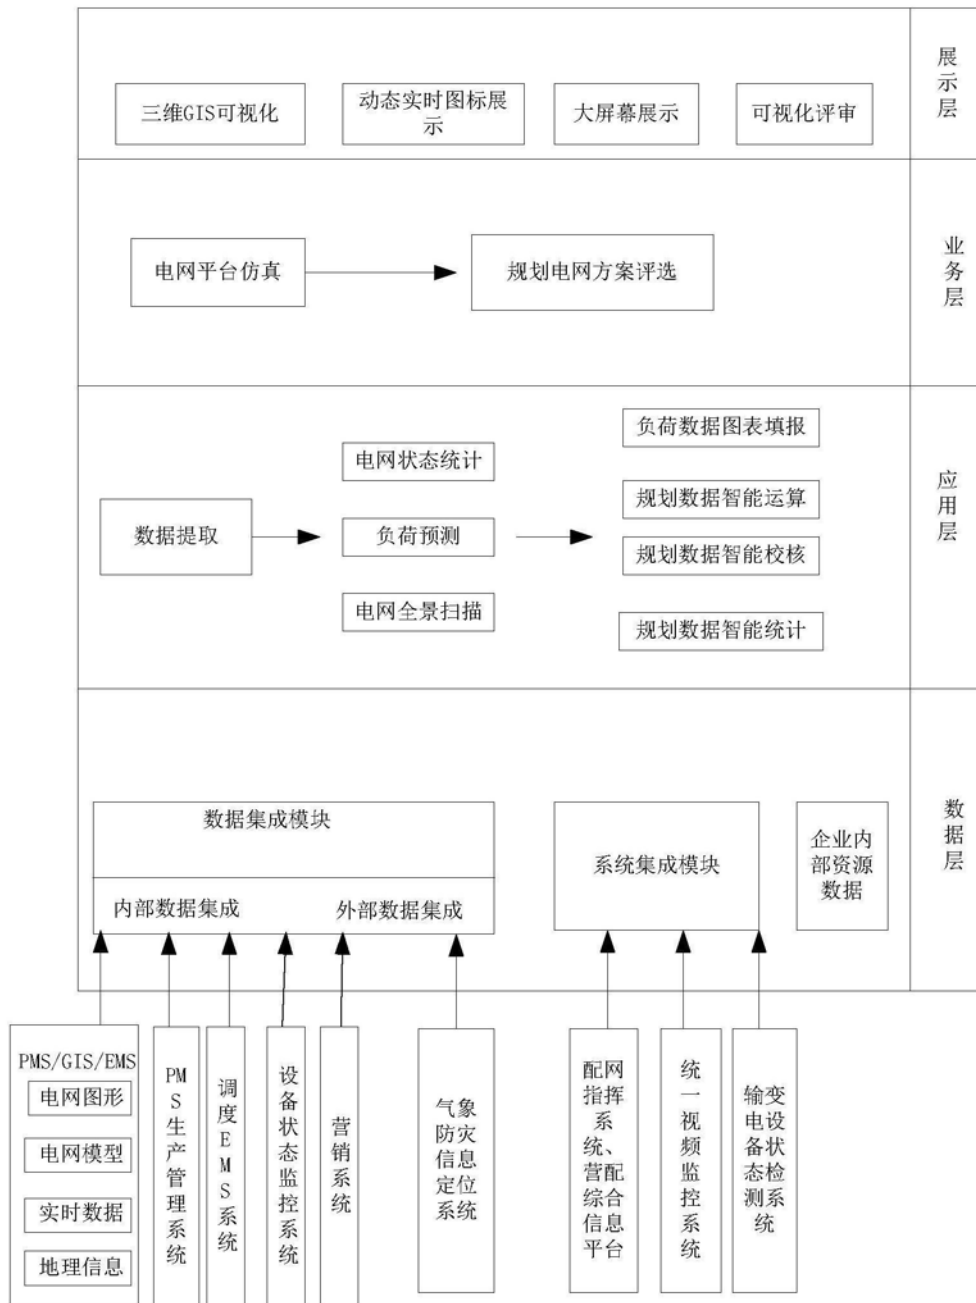 展示层
三维GIS可视化
动态实时图标展
示
大屏幕展示
可视化评审
业务层
电网平台仿真
规划电网方案评选
应用层
数据提取
电网状态统计
负荷预测
电网全景扫描
负荷数据图表填报
规划数据智能运算
规划数据智能校核
规划数据智能统计
数据层
数据集成模块
内部数据集成
外部数据集成
系统集成模块
企业内
部资源
数据
PMS/GIS/EMS
电网图形
电网模型
实时数据
地理信息
PMS生产管理系统
调度EMS系统
设备状态监控系统
营销系统
气象
防灾
信息
定位
系统
配网
指挥
系
统、
营配
综合
信息
平台
统一视频监控系统
输变
电设
备状
态检
测系
统